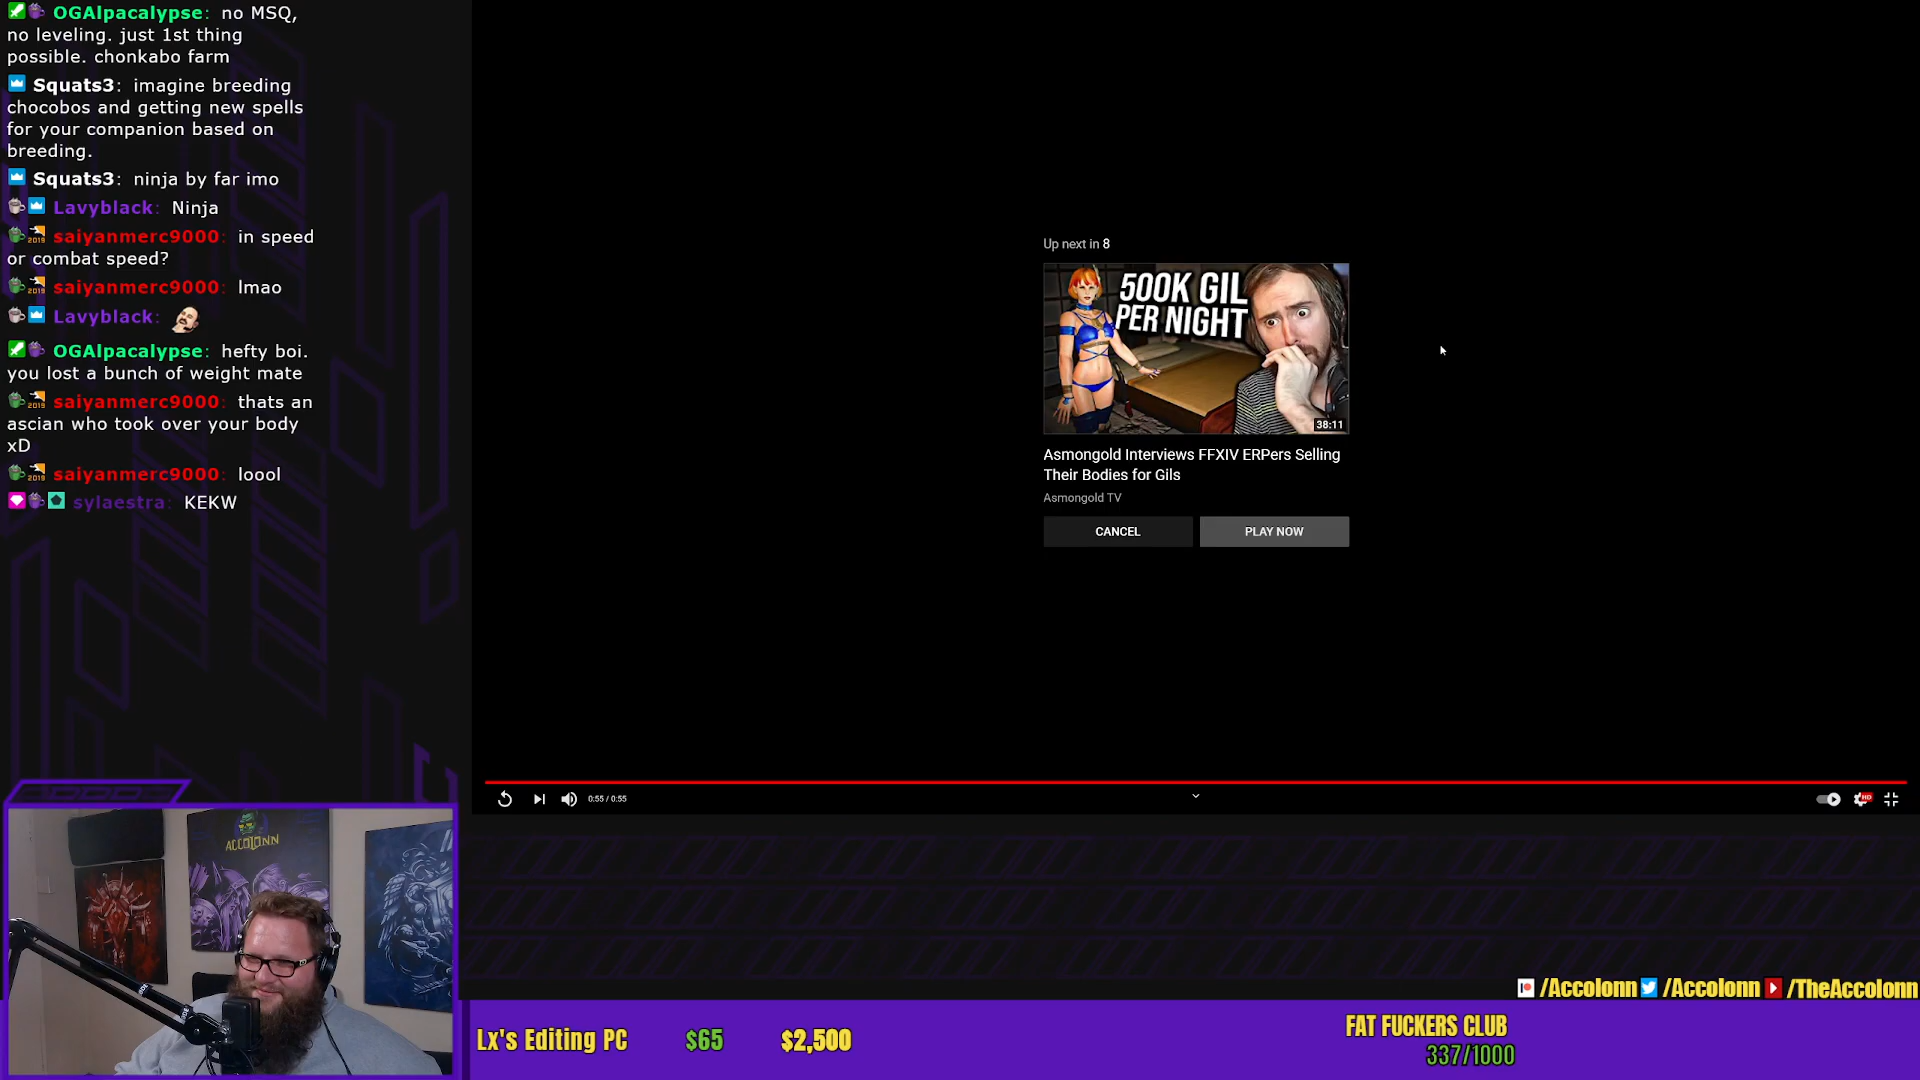 OGAlpacalypse: no MSQ,
no leveling. just 1st thing
possible. chonkabo farm
Squats3: imagine breeding
chocobos and getting new spells
for your companion based on
breeding.
Squats3: ninja by far imo
Lavyblack: Ninja
saiyanmerc9000: in speed
or combat speed?
saiyanmerc9000: lmao
Lavyblack:
OGAlpacalypse: hefty boi.
you lost a bunch of weight mate
saiyanmerc9000: thats an
ascian who took over your body
xD
saiyanmerc9000: loool
sylaestra: KEKW
Up next in 8
500K GIL
PER NIGHT
38:11
Asmongold Interviews FFXIV ERPers Selling
Their Bodies for Gils
Asmongold TV
CANCEL
PLAY NOW
0:55 / 0:55
HD
ACCOLONN
/Accolonn /Accolonn /TheAccolonn
Lx's Editing PC $65 $2,500
FAT FUCKERS CLUB
337/1000